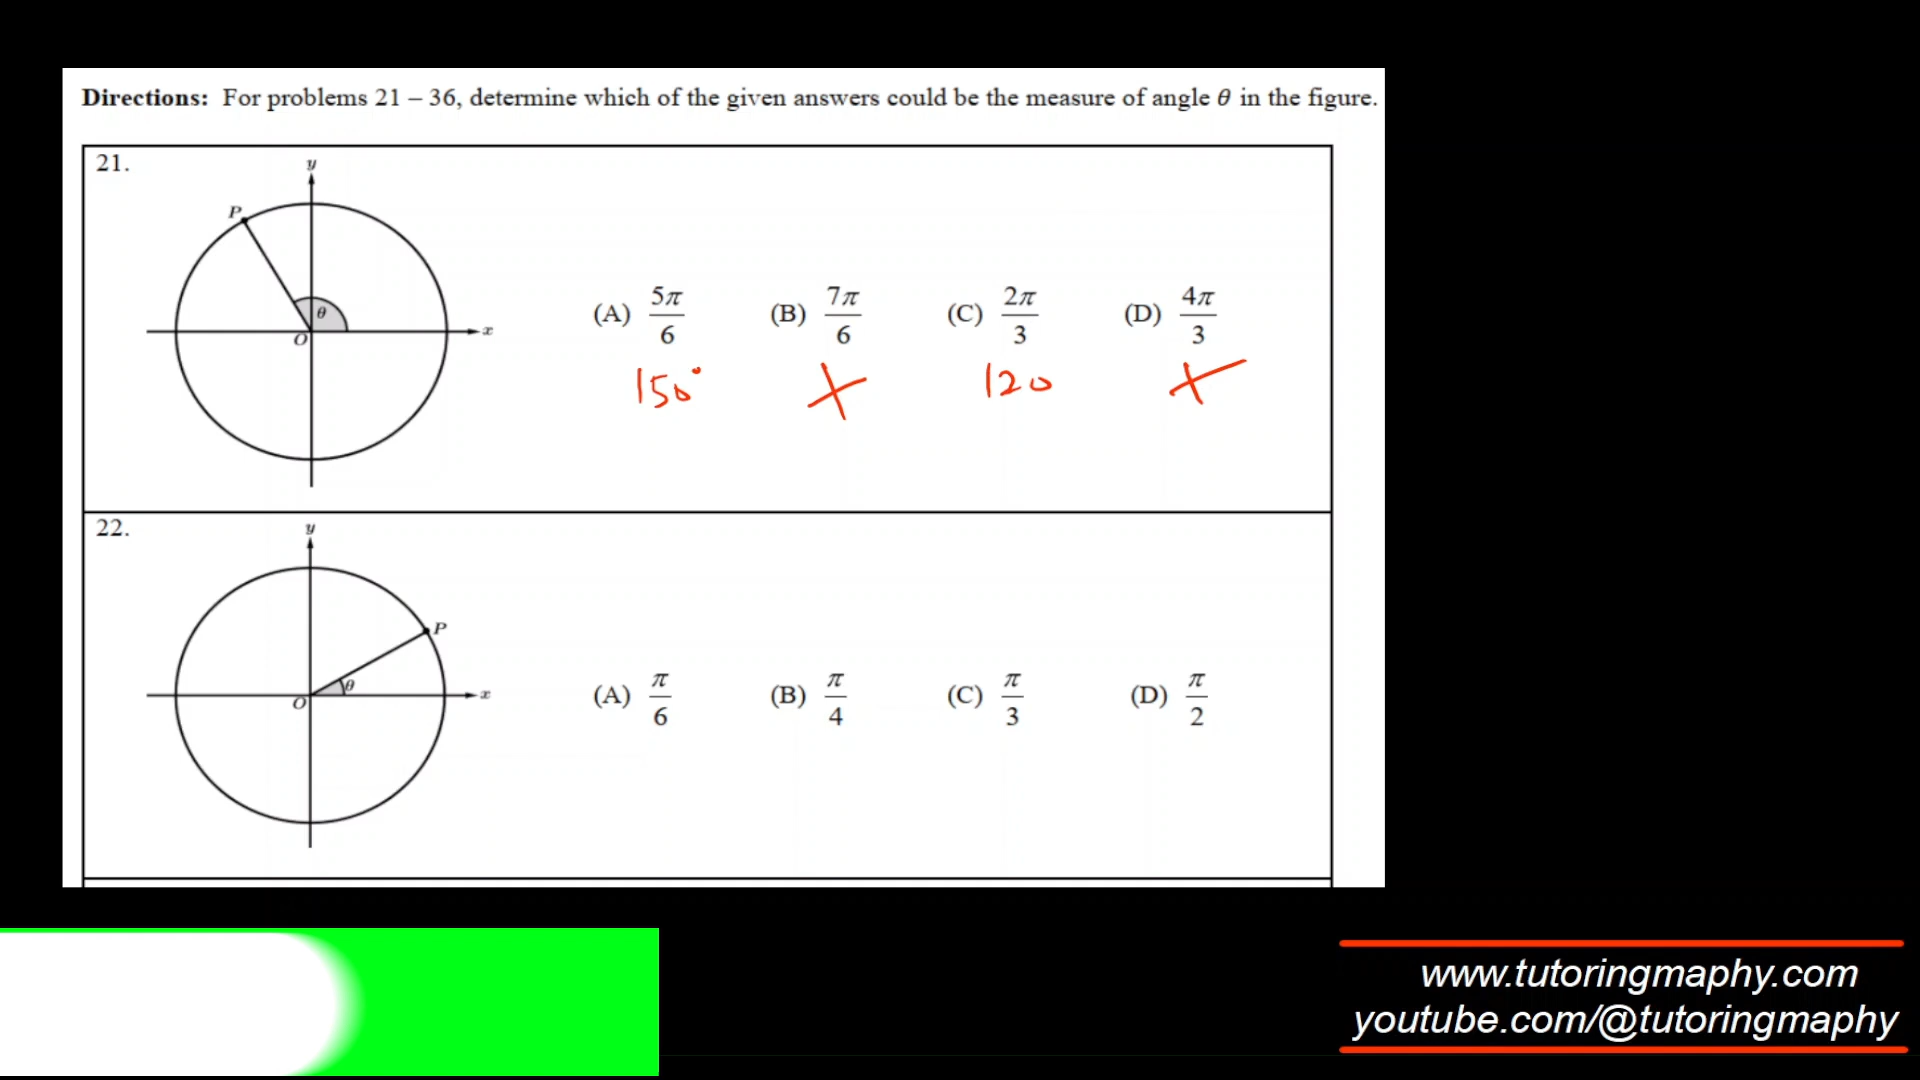 Directions: For problems 21 – 36, determine which of the given answers could be the measure of angle θ in the figure.
21.
y
P
θ
O
x
(A) 5π/6 (B) 7π/6 (C) 2π/3 (D) 4π/3
150° 120
22.
y
P
θ
O
x
(A) π/6 (B) π/4 (C) π/3 (D) π/2
www.tutoringmaphy.com
youtube.com/@tutoringmaphy